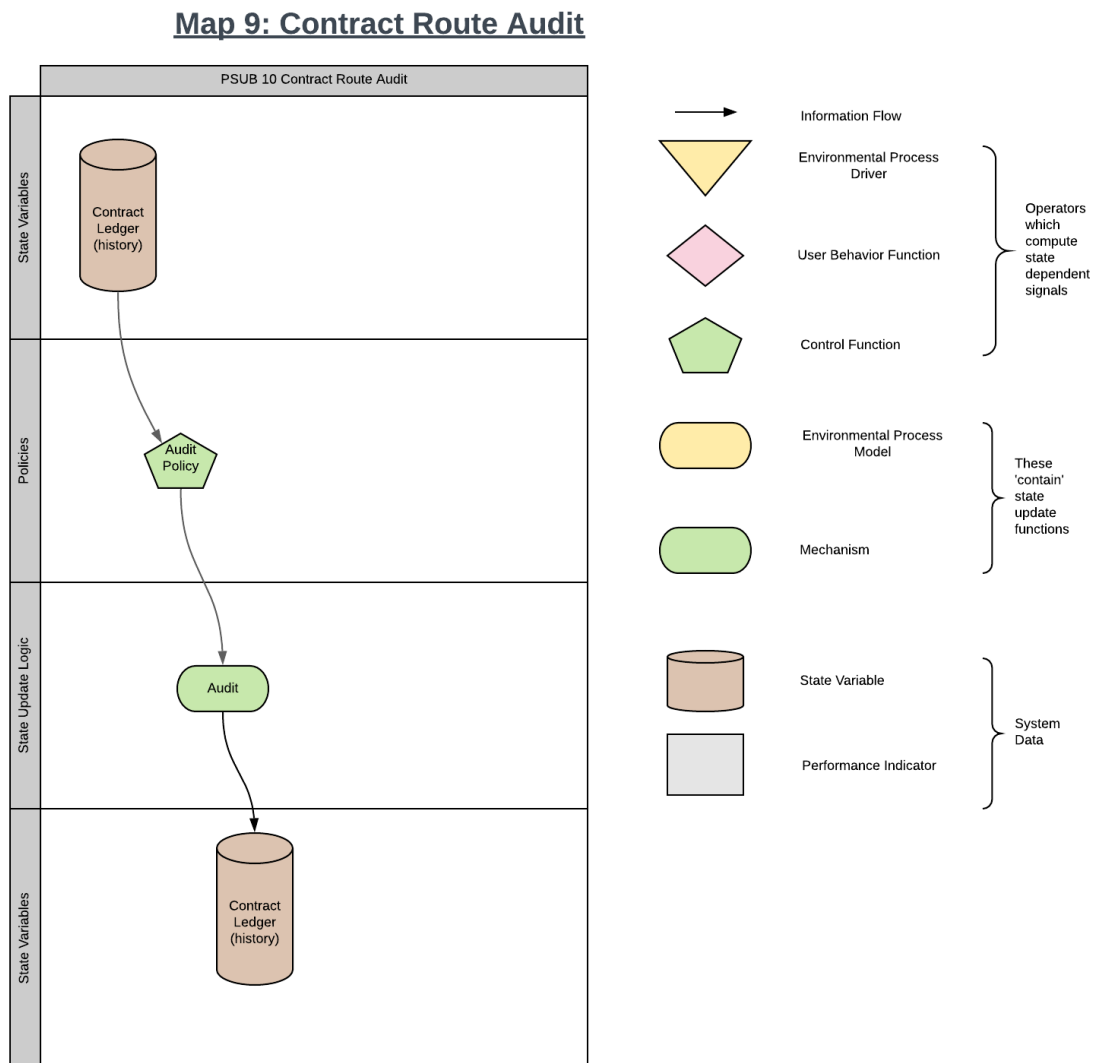 Map 9: Contract Route Audit
PSUB 10 Contract Route Audit
State Variables
Contract
Ledger
(history)
Policies
Audit
Policy
State Update Logic
Audit
State Variables
Contract
Ledger
(history)
Information Flow
Environmental Process
Driver
User Behavior Function
Control Function
Operators
which
compute
state
dependent
signals
Environmental Process
Model
Mechanism
These
'contain'
state
update
functions
State Variable
Performance Indicator
System
Data